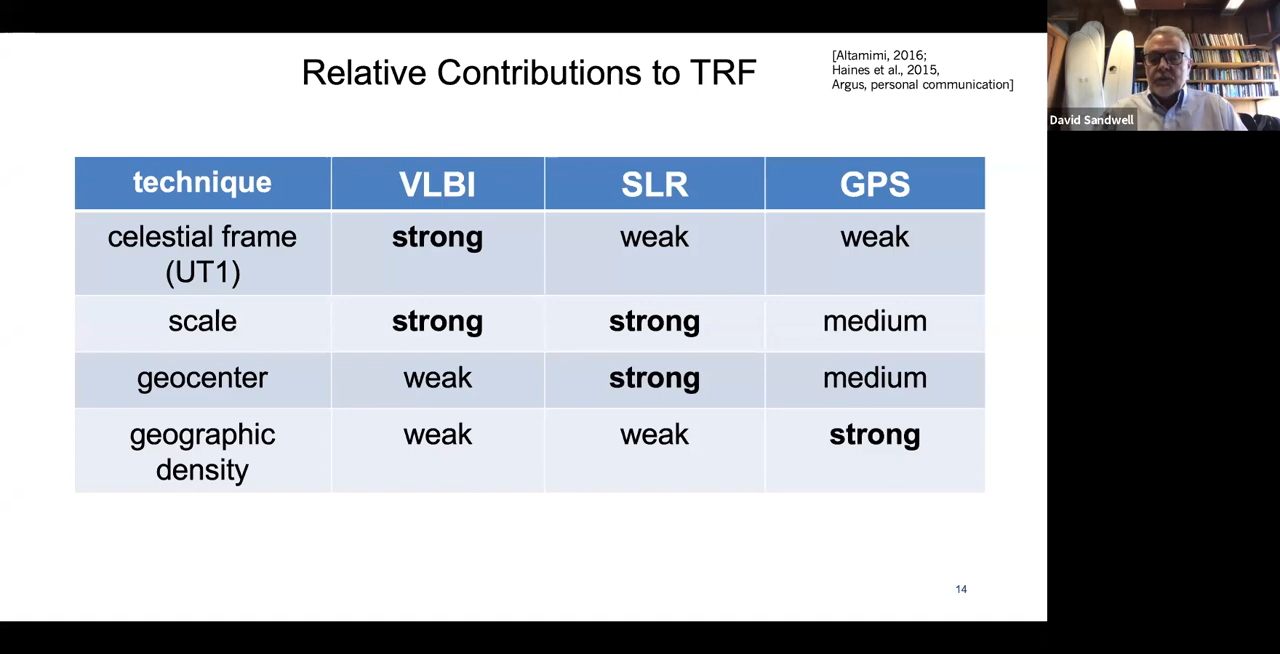 Relative Contributions to TRF
[Altamimi, 2016;
Haines et al., 2015,
Argus, personal communication]
David Sandwell
technique VLBI SLR GPS
celestial frame
(UT1) strong weak weak
scale strong strong medium
geocenter weak strong medium
geographic
density weak weak strong
14